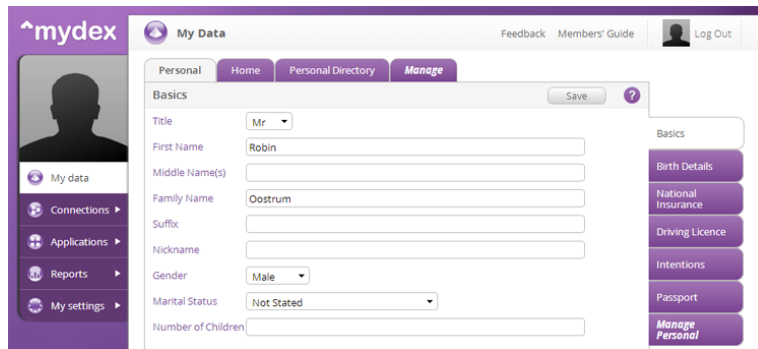 ^mydex
My Data
Feedback Members' Guide Log Out
Personal Home Personal Directory Manage
Basics Save ?
Title Mr
First Name Robin
Middle Name(s)
Family Name Oostrum
Suffix
Nickname
Gender Male
Marital Status Not Stated
Number of Children
My data
Connections
Applications
Reports
My settings
Basics
Birth Details
National
Insurance
Driving Licence
Intentions
Passport
Manage
Personal